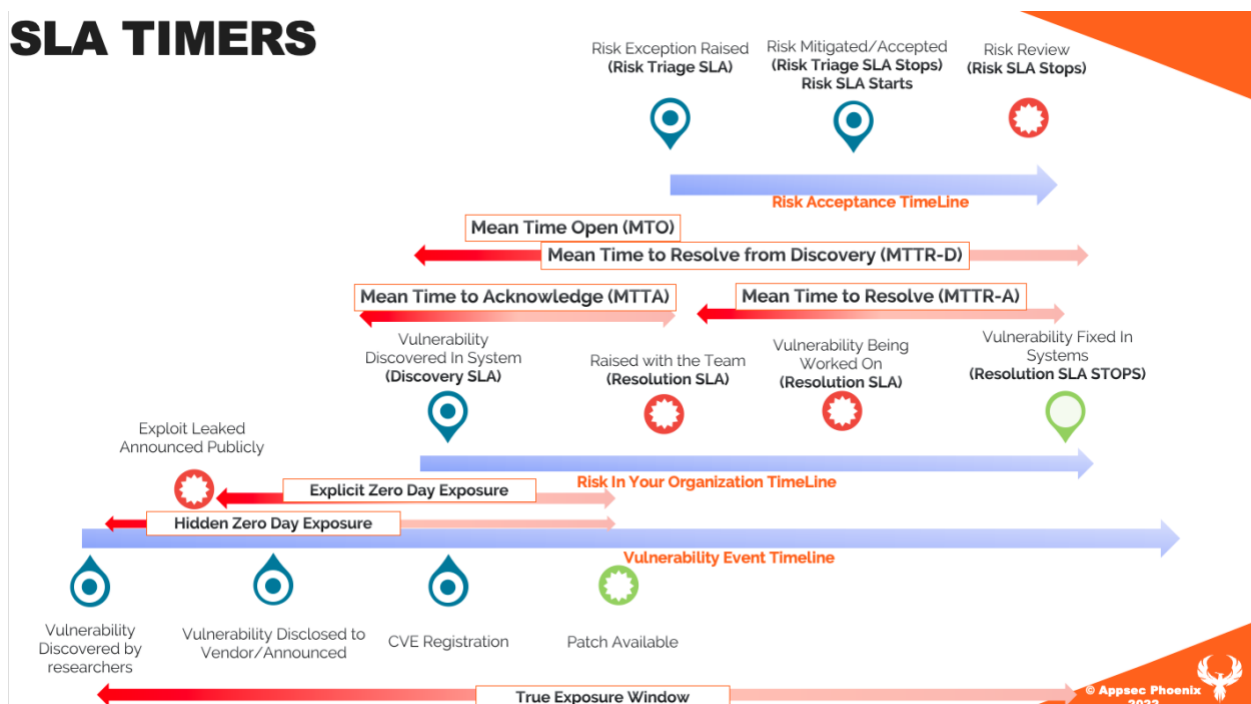 SLA TIMERS
Risk Exception Raised
(Risk Triage SLA)
Risk Mitigated/Accepted
(Risk Triage SLA Stops)
Risk SLA Starts
Risk Review
(Risk SLA Stops)
Risk Acceptance TimeLine
Mean Time Open (MTO)
Mean Time to Resolve from Discovery (MTTR-D)
Mean Time to Acknowledge (MTTA)
Mean Time to Resolve (MTTR-A)
Vulnerability
Discovered In System
(Discovery SLA)
Raised with the Team
(Resolution SLA)
Vulnerability Being
Worked On
(Resolution SLA)
Vulnerability Fixed In
Systems
(Resolution SLA STOPS)
Exploit Leaked
Announced Publicly
Explicit Zero Day Exposure
Risk In Your Organization TimeLine
Hidden Zero Day Exposure
Vulnerability Event Timeline
Vulnerability
Discovered by
researchers
Vulnerability Disclosed to
Vendor/Announced
CVE Registration
Patch Available
True Exposure Window
© Appsec Phoenix
2022